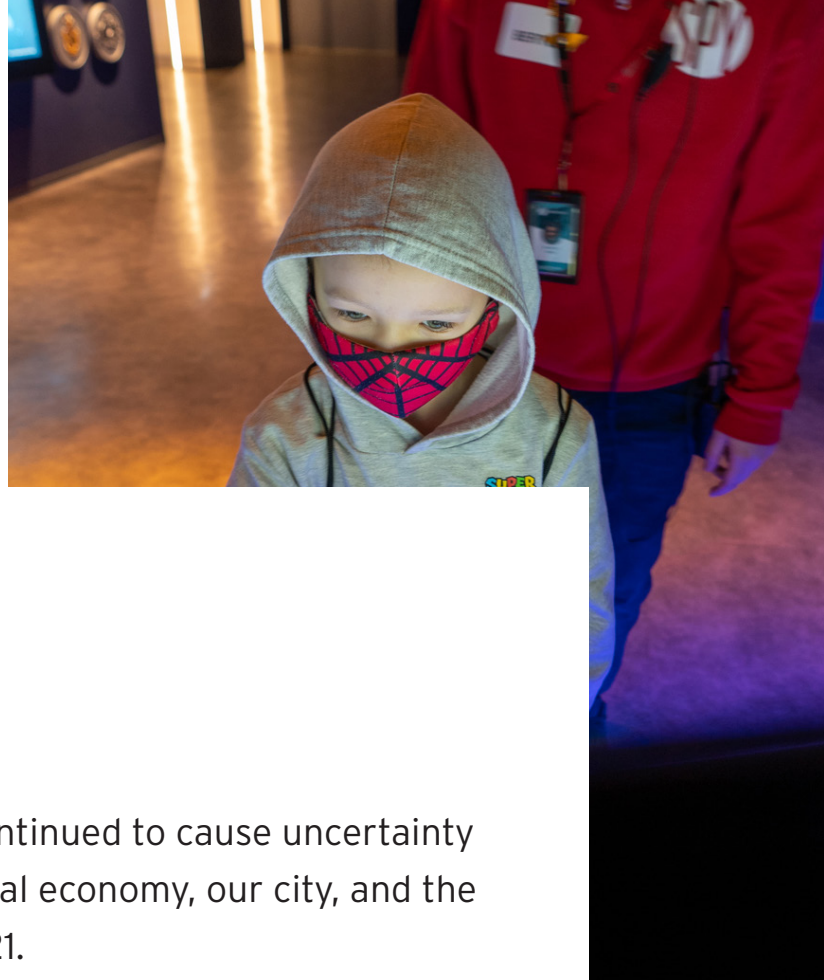 SUPER
ntinued to cause uncertainty
al economy, our city, and the
21.